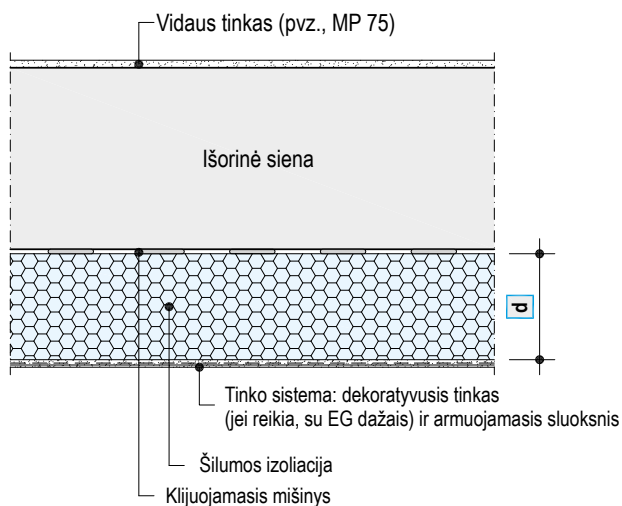 Vidaus tinkas (pvz., MP 75)
Išorinė siena
d
Tinko sistema: dekoratyvusis tinkas
(jei reikia, su EG dažais) ir armuojamasis sluoksnis
Šilumos izoliacija
Klijuojamasis mišinys